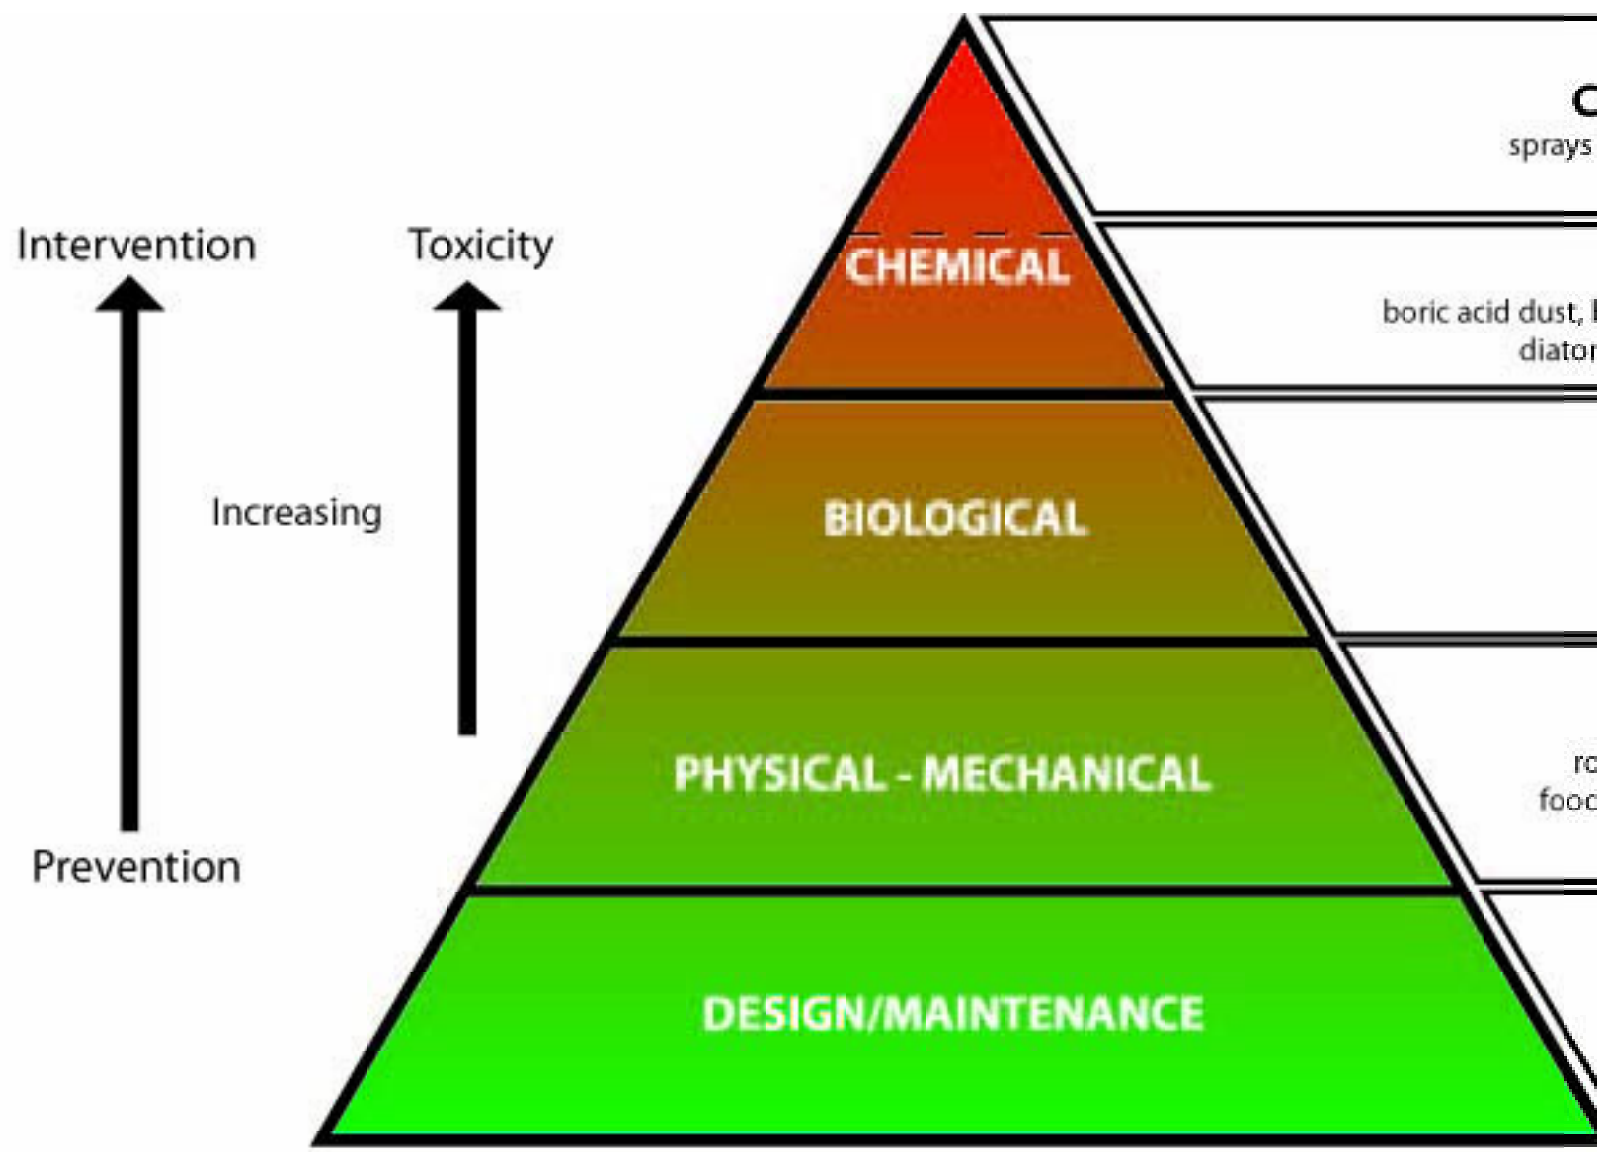 sprays
Intervention
Toxicity
CHEMICAL
boric acid dust,
Increasing
BIOLOGICAL
PHYSICAL - MECHANICAL
Prevention
DESIGN/MAINTENANCE